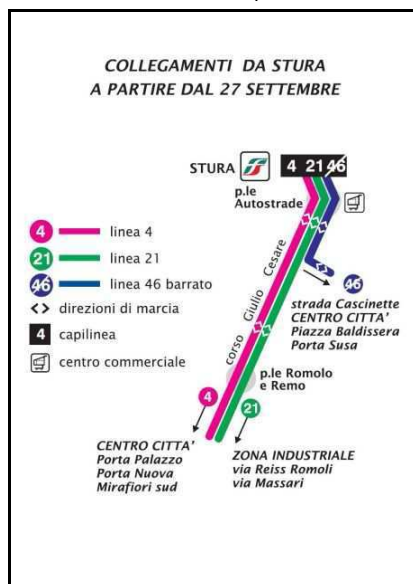 COLLEGAMENTI DA STURA
A PARTIRE DAL 27 SETTEMBRE
STURA
4 21 46
p.le
Autostrade
4 linea 4
21 linea 21
46 linea 46 barrato
<> direzioni di marcia
4 capilinea
centro commerciale
corso Giulio Cesare
46
strada Cascinette
CENTRO CITTA'
Piazza Baldissera
Porta Susa
p.le Romolo
e Remo
4
21
CENTRO CITTA'
Porta Palazzo
Porta Nuova
Mirafiori sud
ZONA INDUSTRIALE
via Reiss Romoli
via Massari